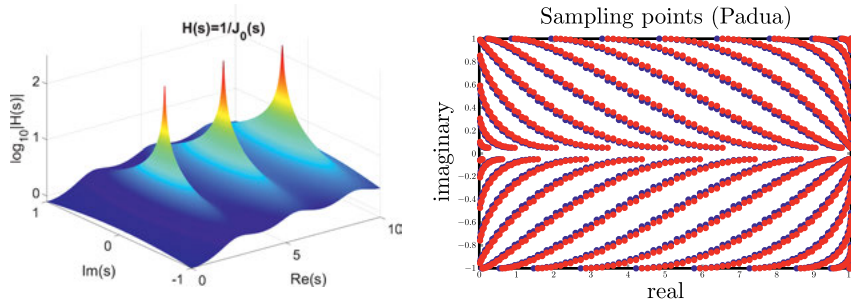 H(s)=1/J0(s)
log10|H(s)|
2
1
0
1
0
-1
Im(s)
0
5
10
Re(s)
Sampling points (Padua)
imaginary
1
0.8
0.6
0.4
0.2
0
-0.2
-0.4
-0.6
-0.8
-1
0 1 2 3 4 5 6 7 8 9
real